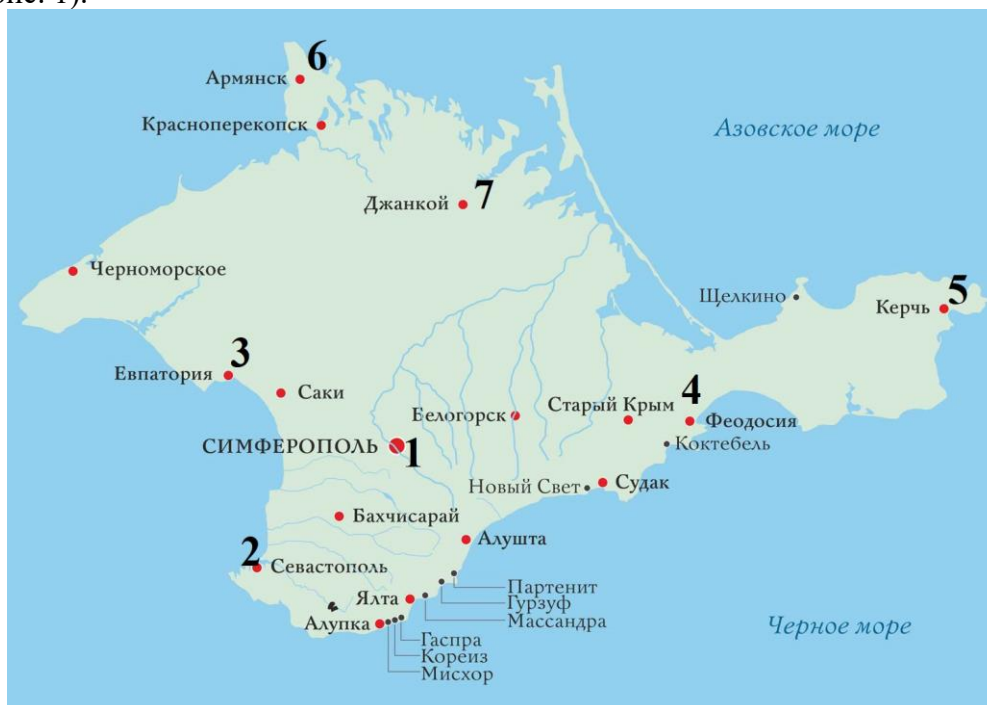 рис. 1).
6
Армянск
Красноперекопск
Азовское море
Джанкой 7
Черноморское
Щелкино
5
Керчь
3
Евпатория
Саки
4
Белогорск
Старый Крым
Феодосия
СИМФЕРОПОЛЬ 1
Коктебель
Новый Свет
Судак
Бахчисарай
Алушта
2
Севастополь
Партенит
Ялта
Гурзуф
Массандра
Алупка
Черное море
Гаспра
Кореиз
Мисхор